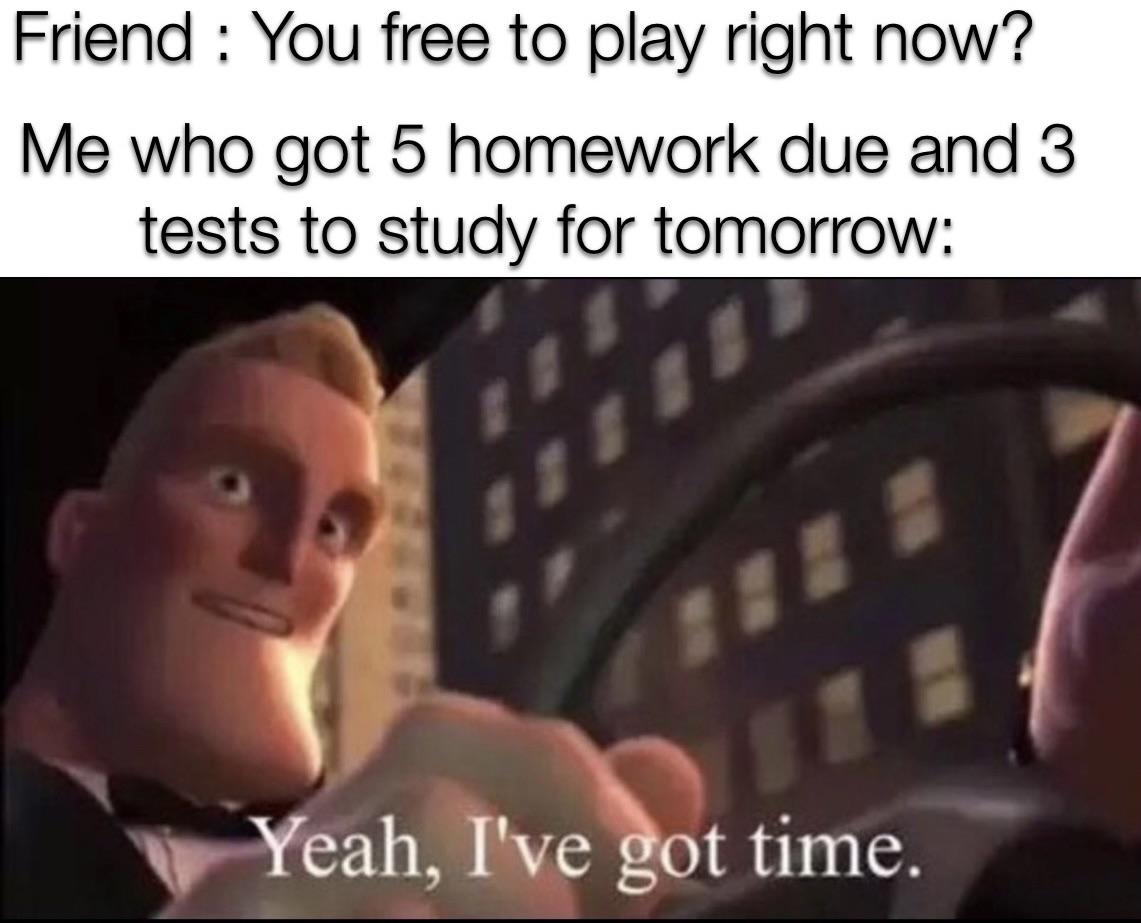 Friend : You free to play right now?
Me who got 5 homework due and 3
tests to study for tomorrow:
Yeah, I've got time.